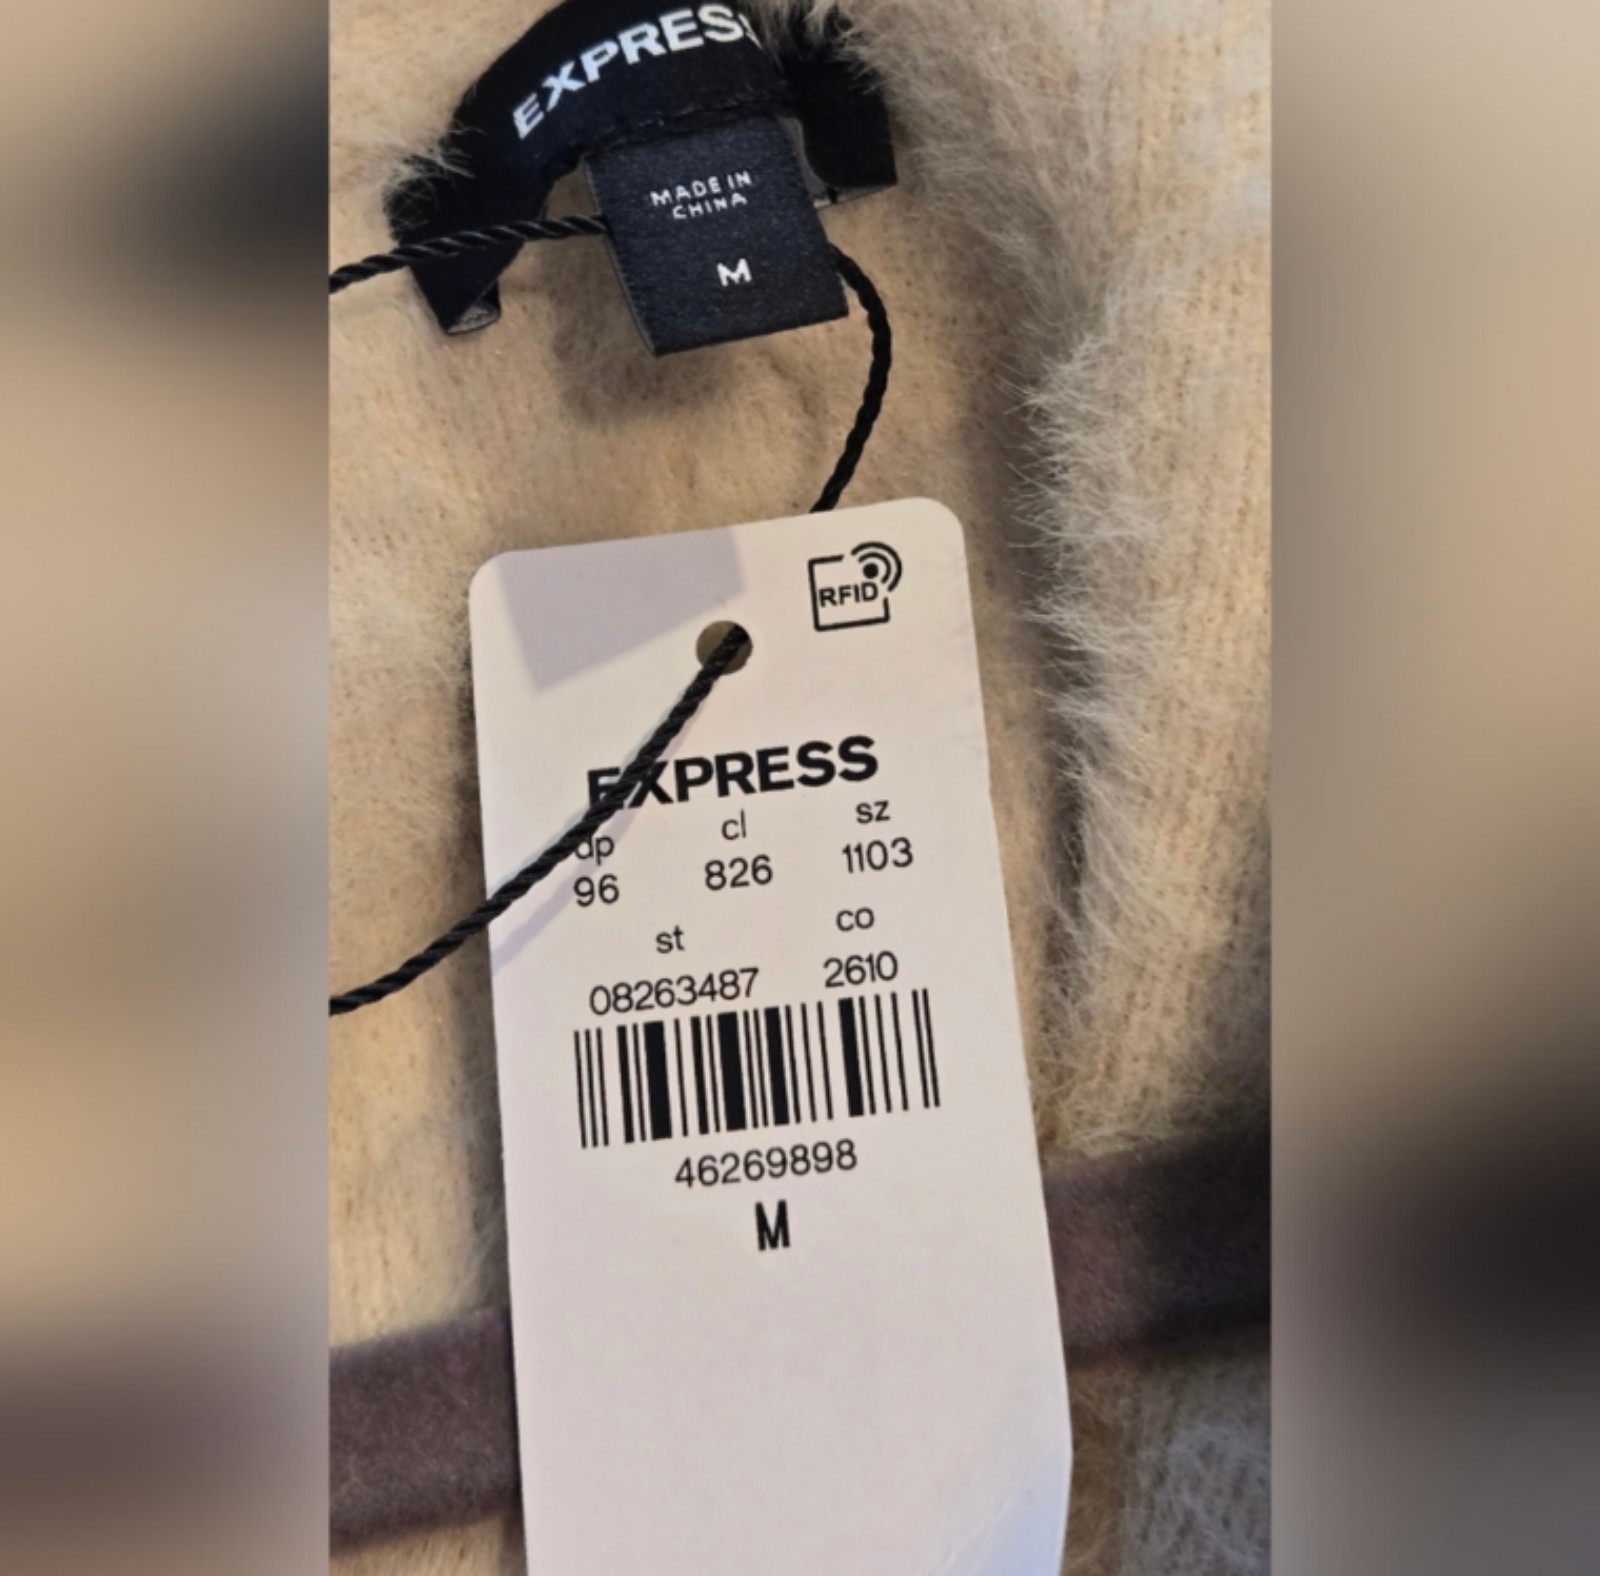 EXPRESS
MADE IN
CHINA
M
RFID
EXPRESS
dp cl sz
96 826 1103
st co
08263487 2610
46269898
M